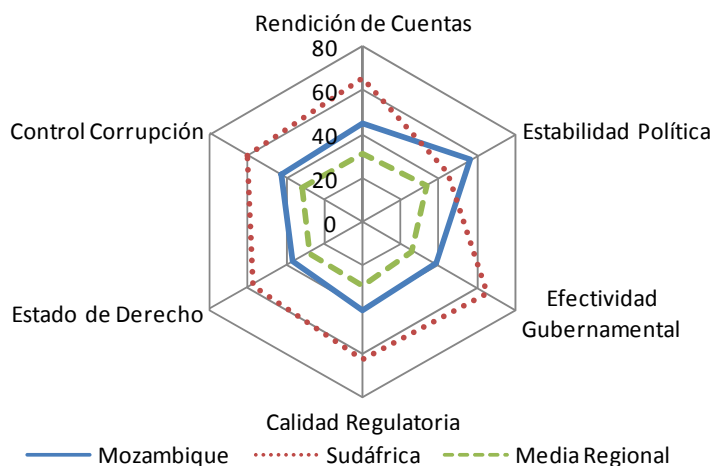 Rendición de Cuentas
80
60
40
20
0
Estabilidad Política
Efectividad
Gubernamental
Calidad Regulatoria
Estado de Derecho
Control Corrupción
Mozambique
Sudáfrica
Media Regional